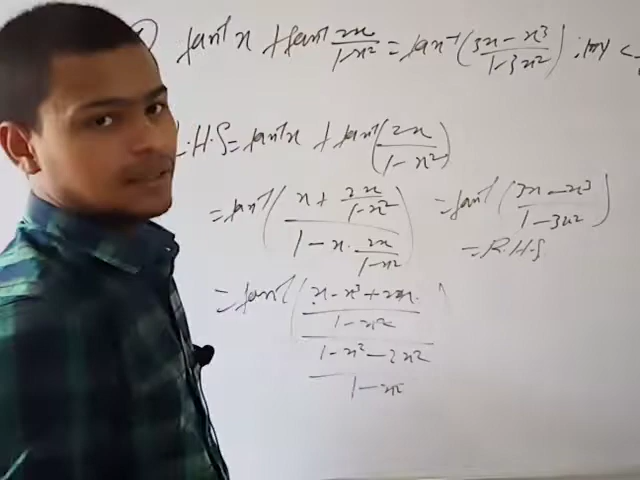 tan⁻¹x + tan⁻¹ 2x/1-x² = tan⁻¹(3x-x³/1-3x²) ;
L.H.S = tan⁻¹x + tan⁻¹(2x/1-x²)
= tan⁻¹(x + 2x/1-x² / 1-x·2x/1-x²)
= tan⁻¹(x-x³+2x/1-x² / 1-x²-2x²/1-x²)
= tan⁻¹(3x-x³/1-3x²)
= R.H.S